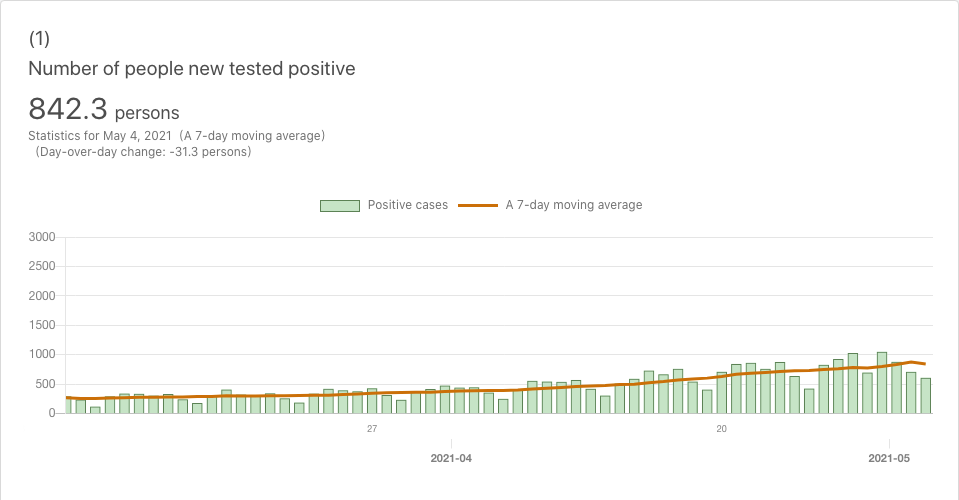 (1)
Number of people new tested positive
842.3 persons
Statistics for May 4, 2021 (A 7-day moving average)
(Day-over-day change: -31.3 persons)
Positive cases A 7-day moving average
3000
2500
2000
1500
1000
500
0
27 20
2021-04 2021-05